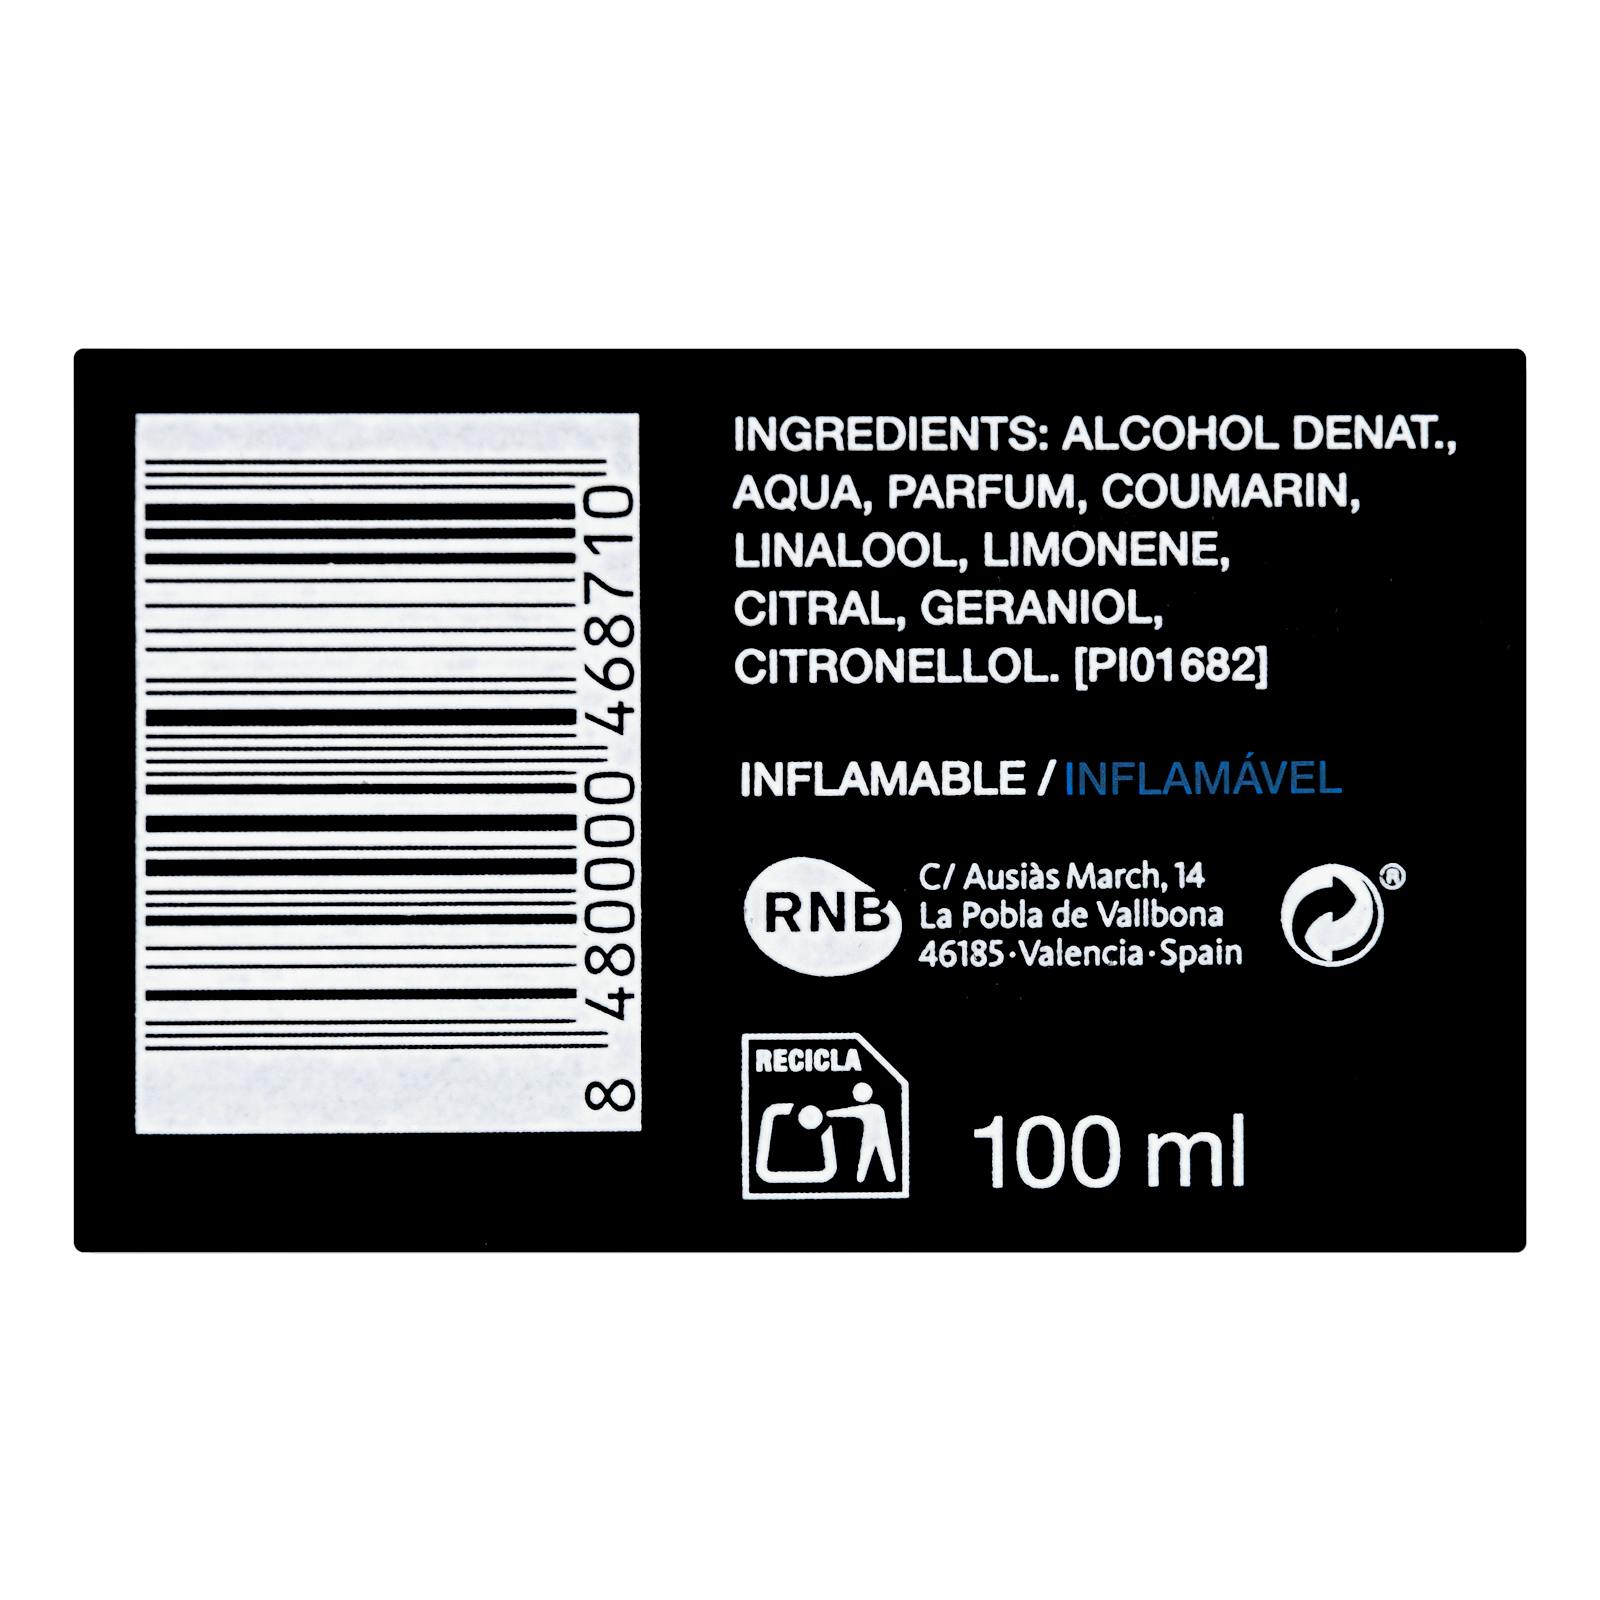 8 480000 468710
INGREDIENTS: ALCOHOL DENAT.,
AQUA, PARFUM, COUMARIN,
LINALOOL, LIMONENE,
CITRAL, GERANIOL,
CITRONELLOL. [PI01682]
INFLAMABLE / INFLAMÁVEL
RNB
C/ Ausiàs March, 14
La Pobla de Vallbona
46185·Valencia·Spain
®
RECICLA
100 ml